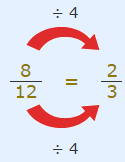 ÷ 4
8/12 = 2/3
÷ 4